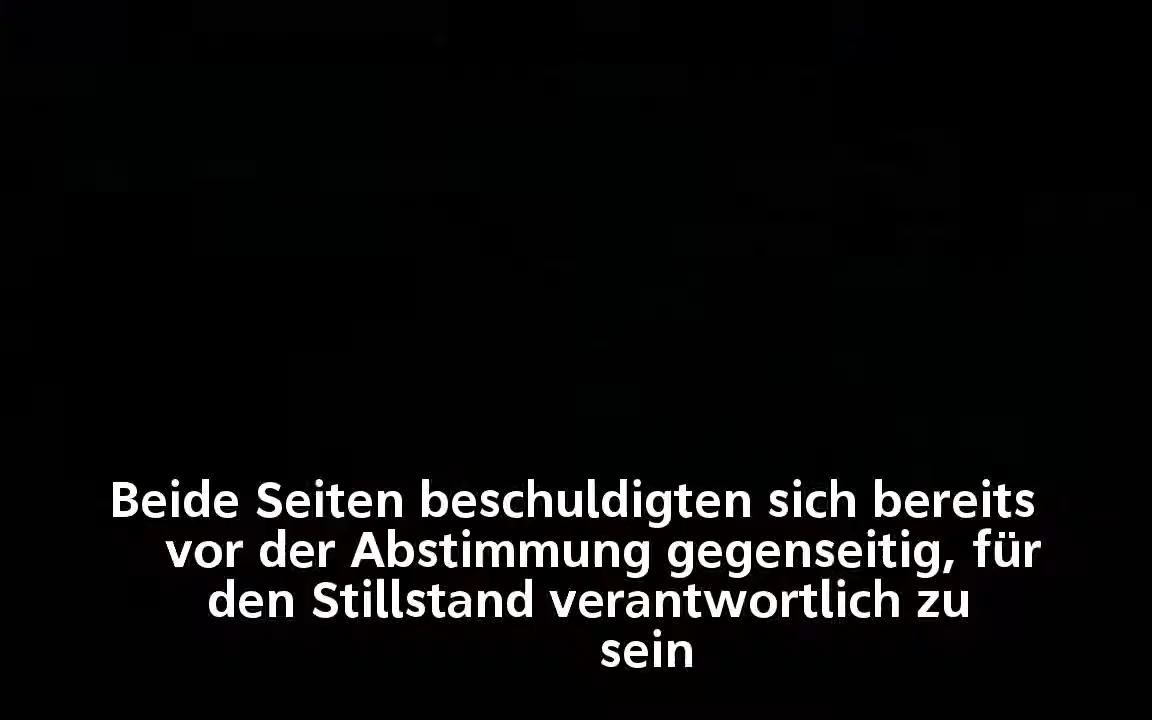 Beide Seiten beschuldigten sich bereits
vor der Abstimmung gegenseitig, für
den Stillstand verantwortlich zu
sein